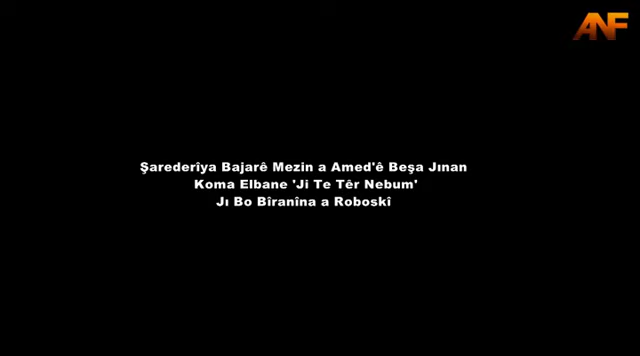 ANF
Şarederîya Bajarê Mezin a Amed'ê Beşa Jınan
Koma Elbane 'Ji Te Têr Nebum'
Jı Bo Bîranîna a Roboskî